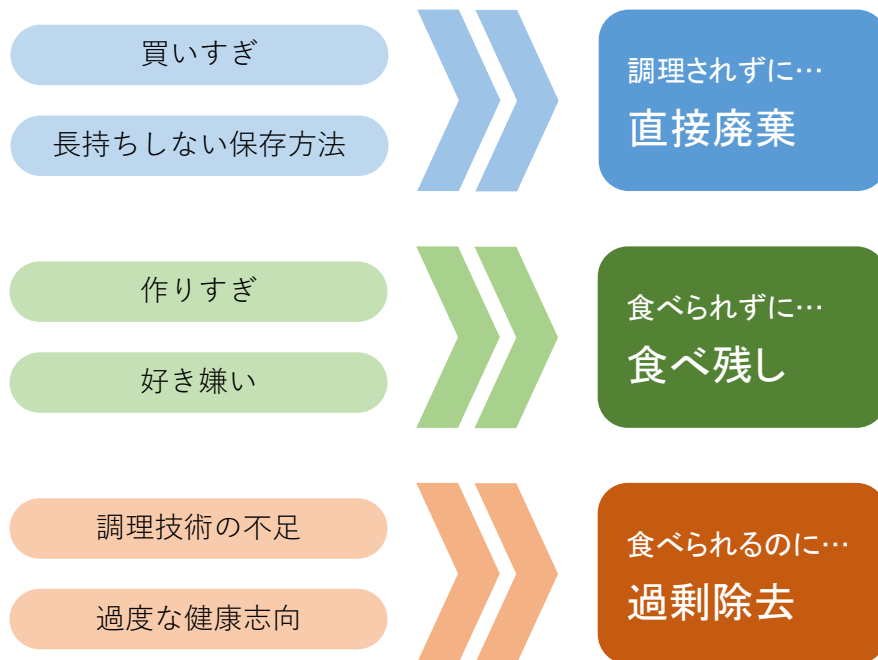 買いすぎ
長持ちしない保存方法
調理されずに…
直接廃棄
作りすぎ
好き嫌い
食べられずに…
食べ残し
調理技術の不足
過度な健康志向
食べられるのに…
過剰除去